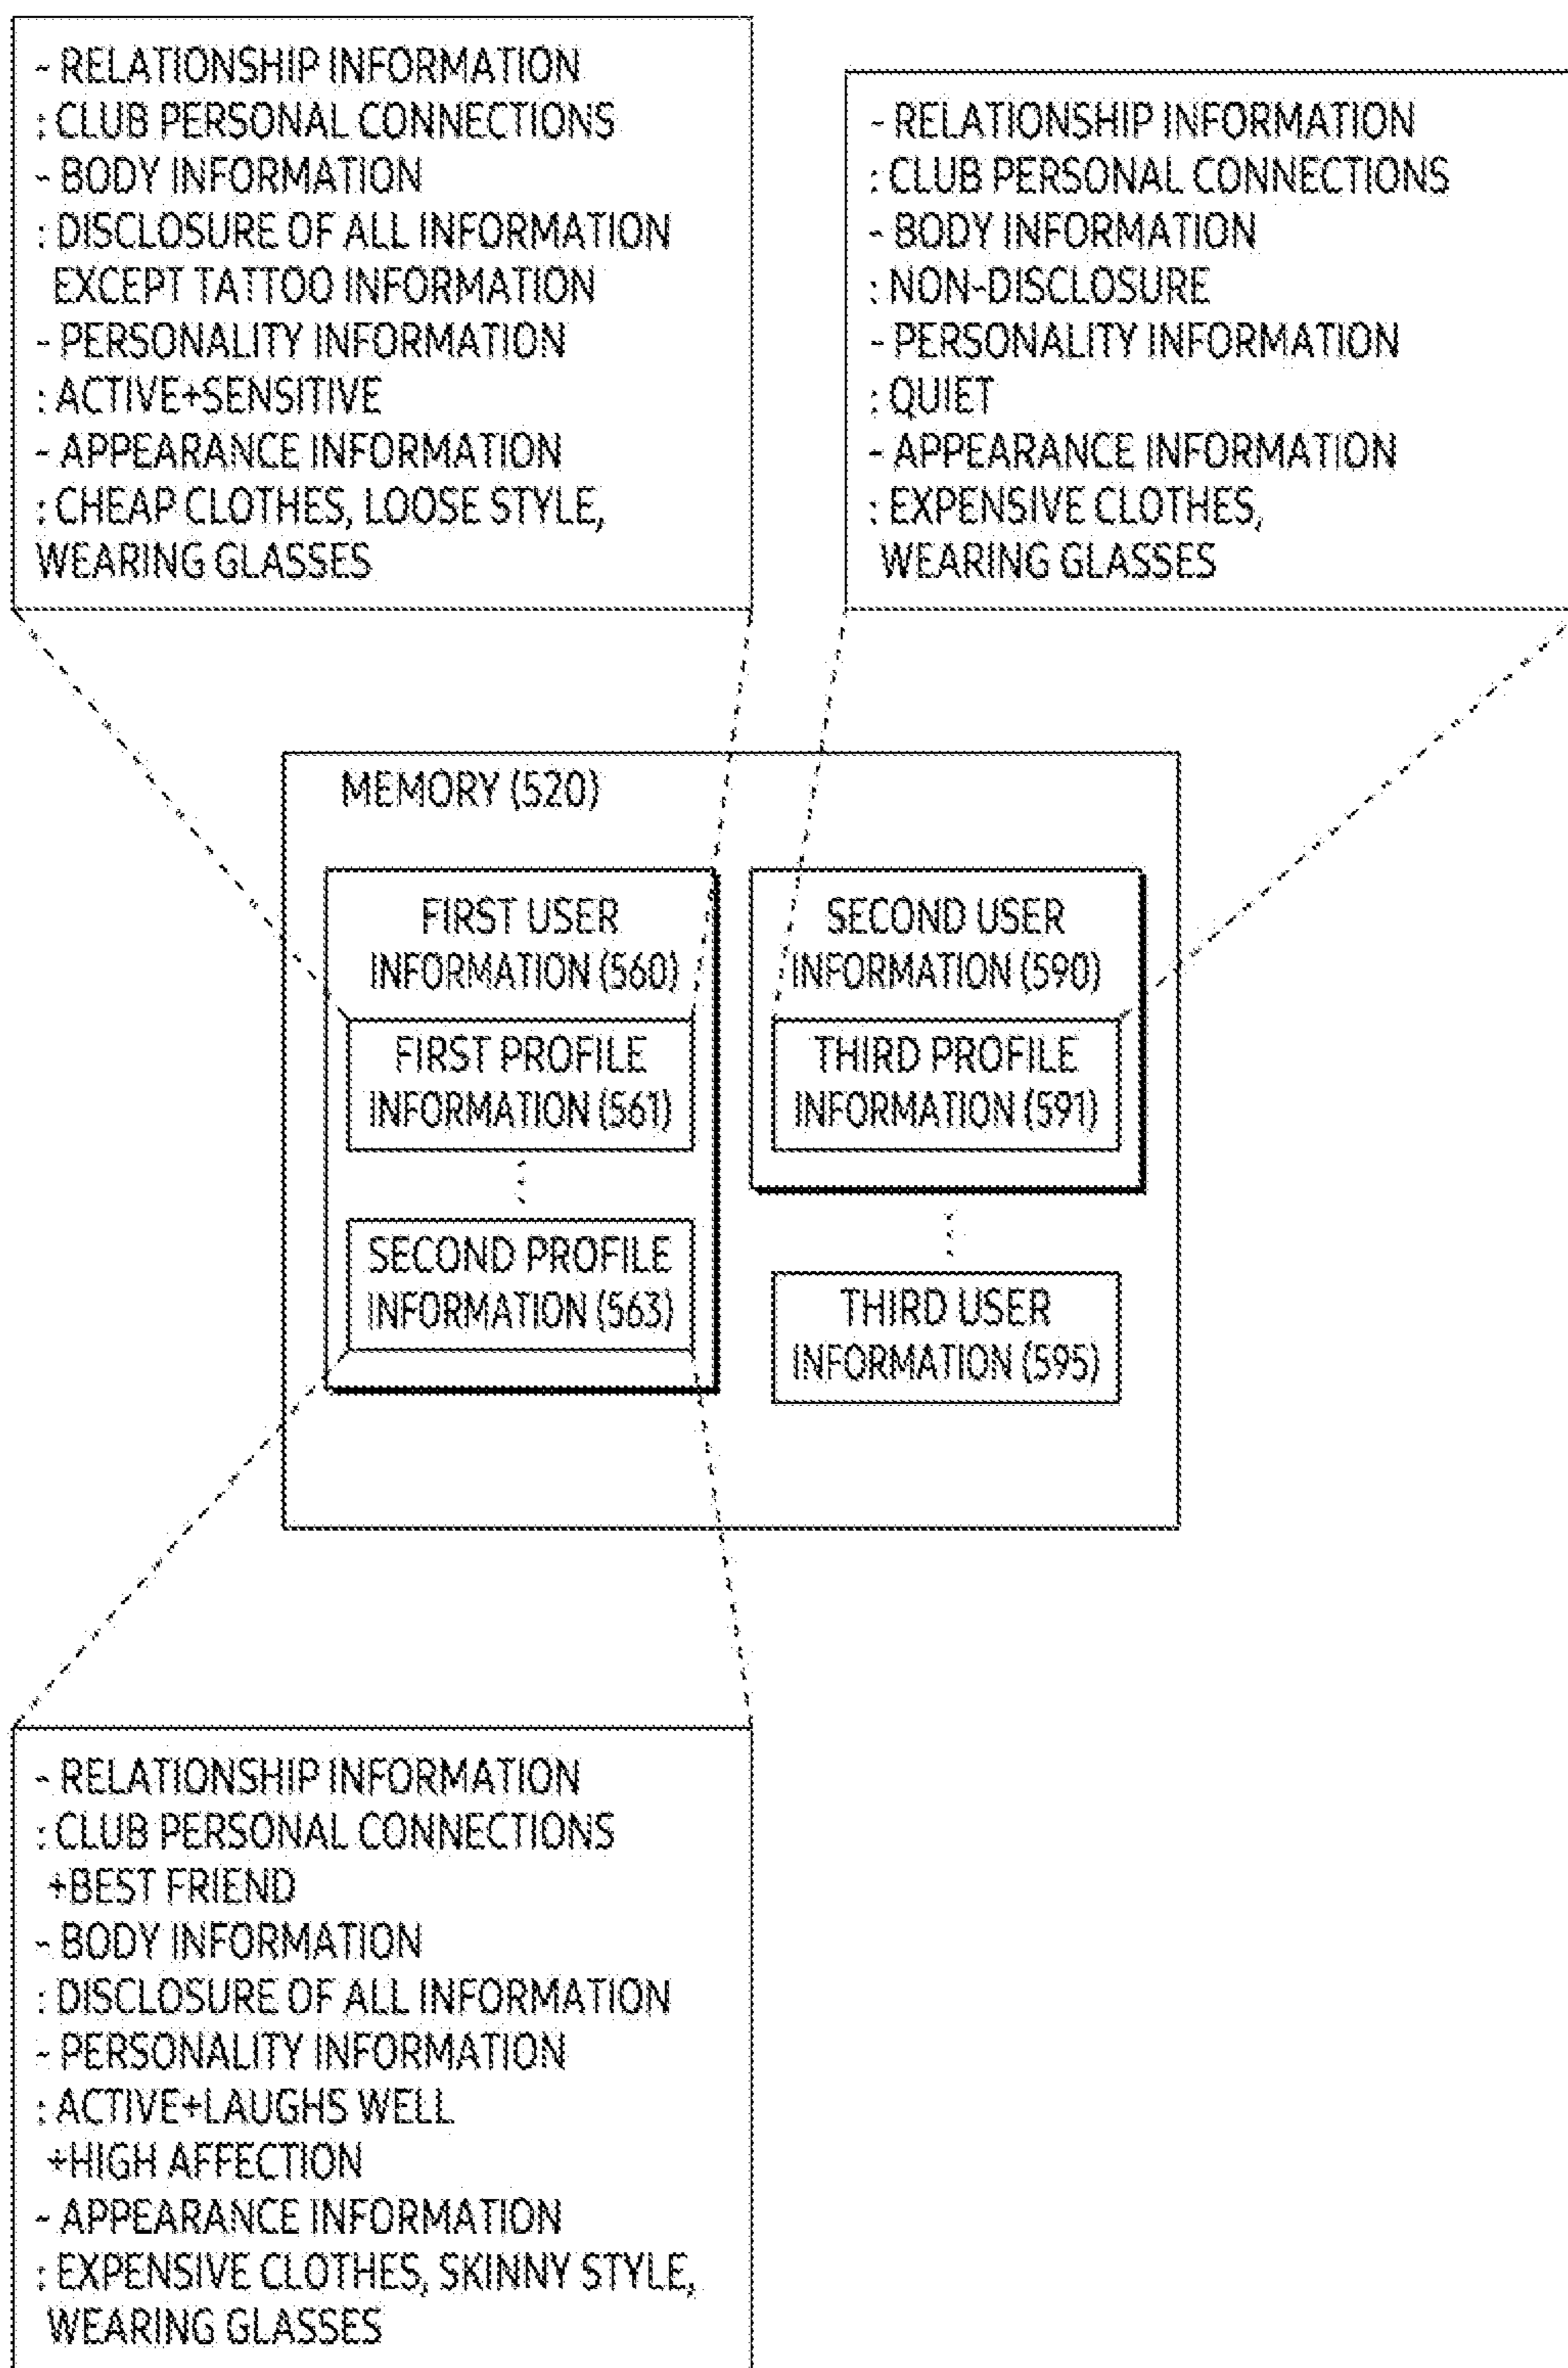 - RELATIONSHIP INFORMATION
: CLUB PERSONAL CONNECTIONS
- BODY INFORMATION
: DISCLOSURE OF ALL INFORMATION
EXCEPT TATTOO INFORMATION
- PERSONALITY INFORMATION
: ACTIVE+SENSITIVE
- APPEARANCE INFORMATION
: CHEAP CLOTHES, LOOSE STYLE,
WEARING GLASSES
- RELATIONSHIP INFORMATION
: CLUB PERSONAL CONNECTIONS
- BODY INFORMATION
: NON-DISCLOSURE
- PERSONALITY INFORMATION
: QUIET
- APPEARANCE INFORMATION
: EXPENSIVE CLOTHES,
WEARING GLASSES
MEMORY (520)
FIRST USER
INFORMATION (560)
FIRST PROFILE
INFORMATION (561)
SECOND PROFILE
INFORMATION (563)
SECOND USER
INFORMATION (590)
THIRD PROFILE
INFORMATION (591)
THIRD USER
INFORMATION (595)
- RELATIONSHIP INFORMATION
: CLUB PERSONAL CONNECTIONS
+BEST FRIEND
- BODY INFORMATION
: DISCLOSURE OF ALL INFORMATION
- PERSONALITY INFORMATION
: ACTIVE+LAUGHS WELL
+HIGH AFFECTION
- APPEARANCE INFORMATION
: EXPENSIVE CLOTHES, SKINNY STYLE,
WEARING GLASSES